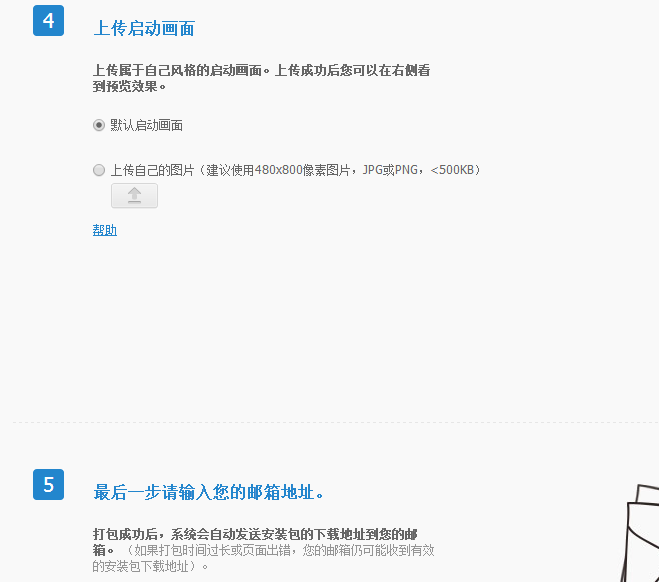 4
上传启动画面
上传属于自己风格的启动画面。上传成功后您可以在右侧看
到预览效果。
默认启动画面
上传自己的图片（建议使用480x800像素图片，JPG或PNG，<500KB）
帮助
5
最后一步请输入您的邮箱地址。
打包成功后，系统会自动发送安装包的下载地址到您的邮
箱。（如果打包时间过长或页面出错，您的邮箱仍可能收到有效
的安装包下载地址）。